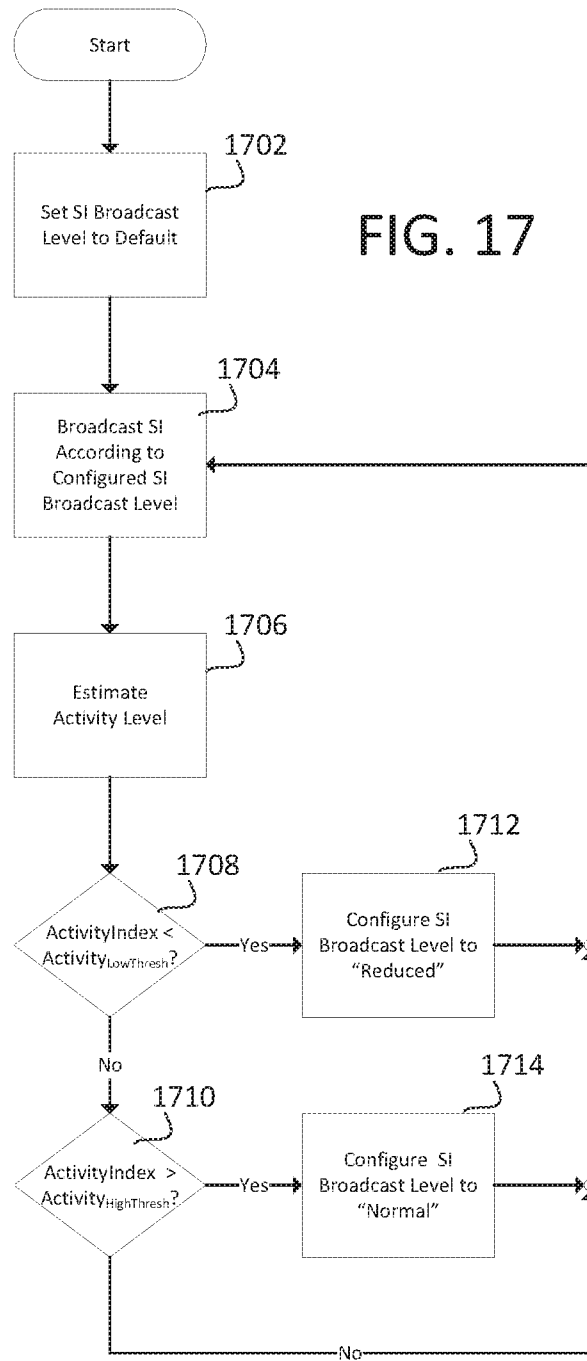 Start
1702
Set SI Broadcast
Level to Default
FIG. 17
1704
Broadcast SI
According to
Configured SI
Broadcast Level
1706
Estimate
Activity Level
1708
ActivityIndex <
ActivityLowThresh?
Yes
1712
Configure SI
Broadcast Level to
“Reduced”
No
1710
ActivityIndex >
ActivityHighThresh?
Yes
1714
Configure SI
Broadcast Level to
“Normal”
No